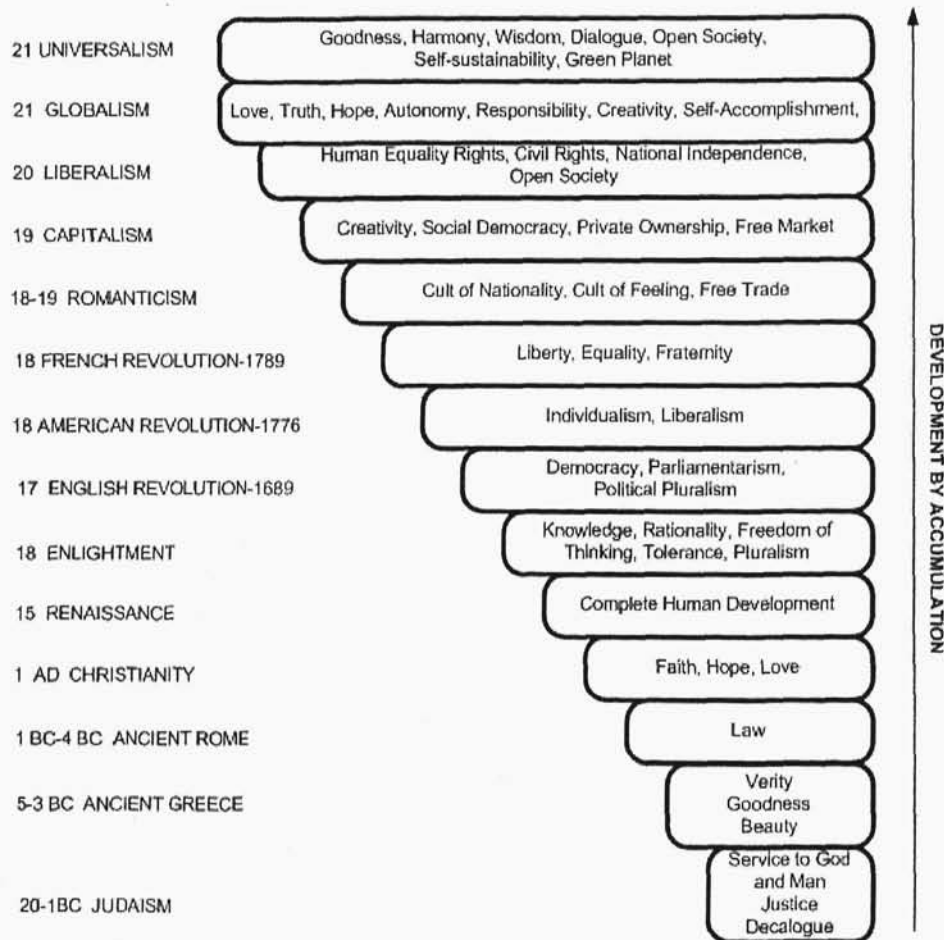 21 UNIVERSALISM
Goodness, Harmony, Wisdom, Dialogue, Open Society,
Self-sustainability, Green Planet
21 GLOBALISM
Love, Truth, Hope, Autonomy, Responsibility, Creativity, Self-Accomplishment,
20 LIBERALISM
Human Equality Rights, Civil Rights, National Independence,
Open Society
19 CAPITALISM
Creativity, Social Democracy, Private Ownership, Free Market
18-19 ROMANTICISM
Cult of Nationality, Cult of Feeling, Free Trade
18 FRENCH REVOLUTION-1789
Liberty, Equality, Fraternity
18 AMERICAN REVOLUTION-1776
Individualism, Liberalism
17 ENGLISH REVOLUTION-1689
Democracy, Parliamentarism,
Political Pluralism
18 ENLIGHTMENT
Knowledge, Rationality, Freedom of
Thinking, Tolerance, Pluralism
15 RENAISSANCE
Complete Human Development
1 AD CHRISTIANITY
Faith, Hope, Love
1 BC-4 BC ANCIENT ROME
Law
5-3 BC ANCIENT GREECE
Verity
Goodness
Beauty
20-1BC JUDAISM
Service to God
and Man
Justice
Decalogue
DEVELOPMENT BY ACCUMULATION